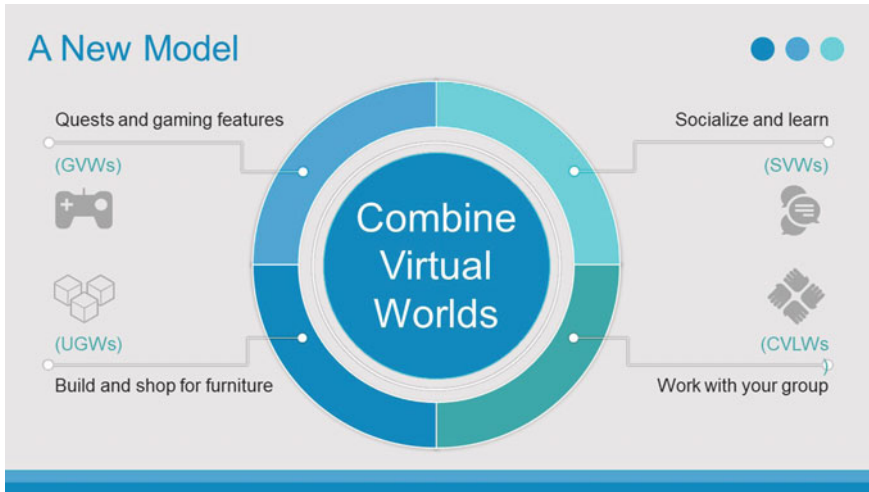 A New Model
Quests and gaming features
(GVWs)
Socialize and learn
(SVWs)
Combine
Virtual
Worlds
(UGWs)
Build and shop for furniture
(CVLWs
)
Work with your group